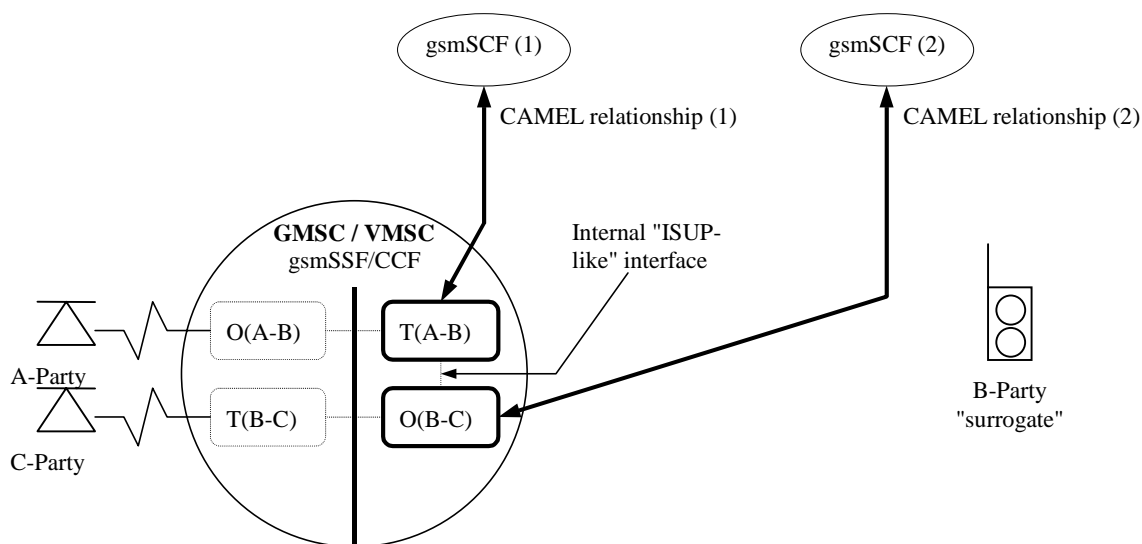 gsmSCF (1)
gsmSCF (2)
CAMEL relationship (1)
CAMEL relationship (2)
GMSC / VMSC
gsmSSF/CCF
Internal "ISUP-
like" interface
O(A-B)
T(A-B)
A-Party
T(B-C)
O(B-C)
C-Party
B-Party
"surrogate"